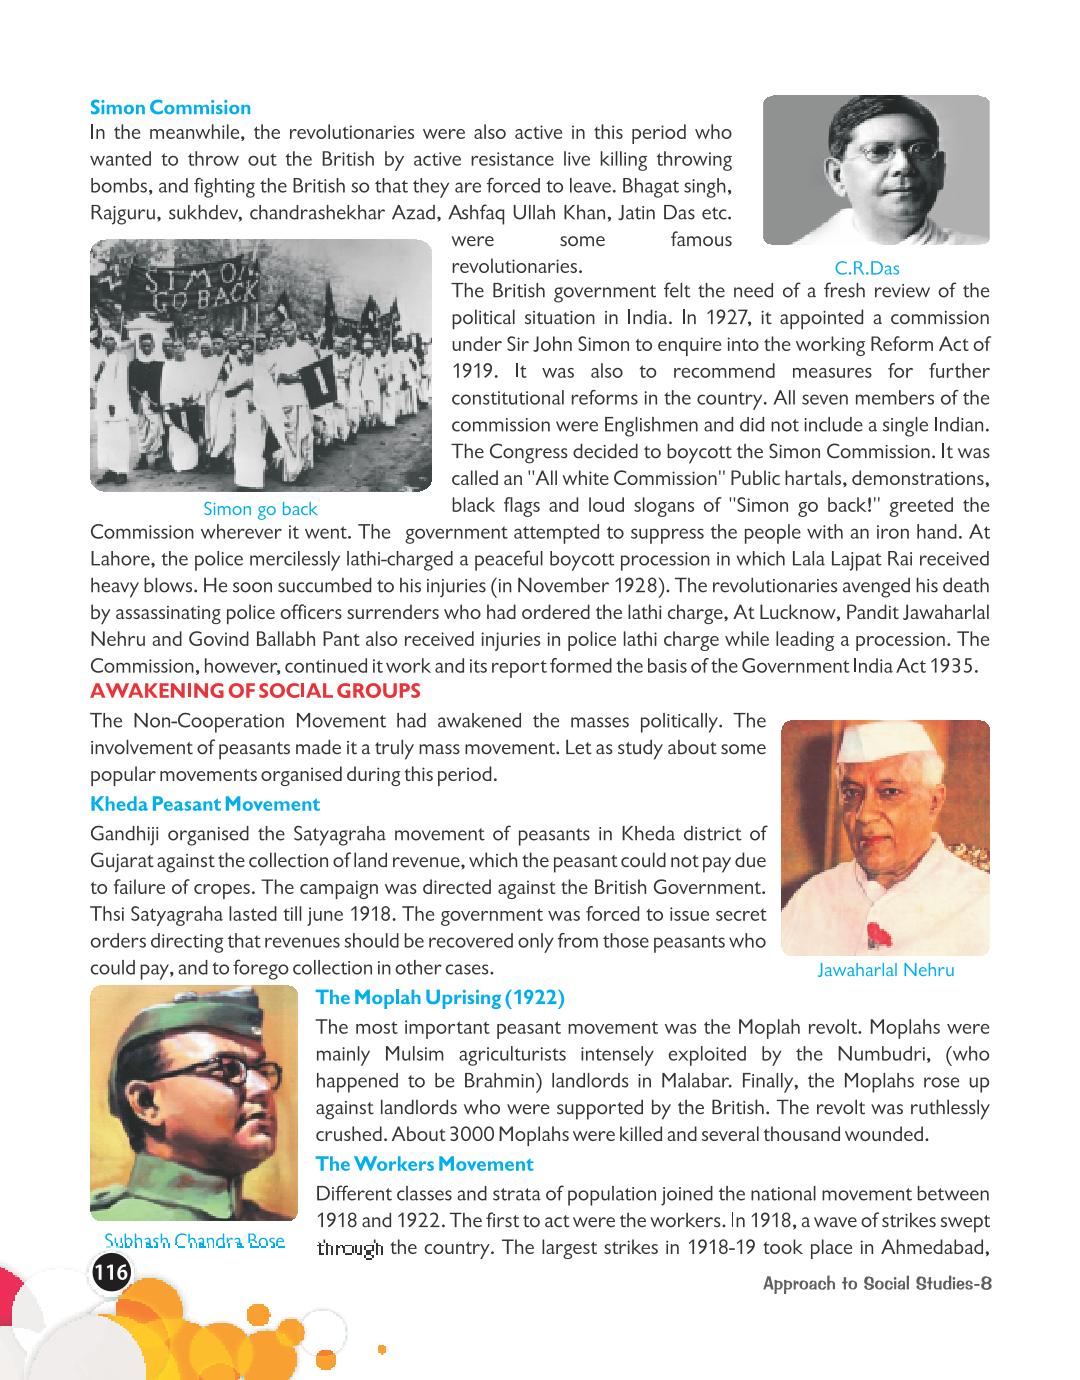 Simon Commision
In the meanwhile, the revolutionaries were also active in this period who
wanted to throw out the British by active resistance live killing throwing
bombs, and fighting the British so that they are forced to leave. Bhagat singh,
Rajguru, sukhdev, chandrashekhar Azad, Ashfaq Ullah Khan, Jatin Das etc.
were some famous
revolutionaries.
C.R.Das
SIMON
GO BACK
Simon go back
The British government felt the need of a fresh review of the
political situation in India. In 1927, it appointed a commission
under Sir John Simon to enquire into the working Reform Act of
1919. It was also to recommend measures for further
constitutional reforms in the country. All seven members of the
commission were Englishmen and did not include a single Indian.
The Congress decided to boycott the Simon Commission. It was
called an "All white Commission" Public hartals, demonstrations,
black flags and loud slogans of "Simon go back!" greeted the
Commission wherever it went. The government attempted to suppress the people with an iron hand. At
Lahore, the police mercilessly lathi-charged a peaceful boycott procession in which Lala Lajpat Rai received
heavy blows. He soon succumbed to his injuries (in November 1928). The revolutionaries avenged his death
by assassinating police officers surrenders who had ordered the lathi charge, At Lucknow, Pandit Jawaharlal
Nehru and Govind Ballabh Pant also received injuries in police lathi charge while leading a procession. The
Commission, however, continued it work and its report formed the basis of the Government India Act 1935.
AWAKENING OF SOCIAL GROUPS
The Non-Cooperation Movement had awakened the masses politically. The
involvement of peasants made it a truly mass movement. Let as study about some
popular movements organised during this period.
Kheda Peasant Movement
Gandhiji organised the Satyagraha movement of peasants in Kheda district of
Gujarat against the collection of land revenue, which the peasant could not pay due
to failure of cropes. The campaign was directed against the British Government.
Thsi Satyagraha lasted till june 1918. The government was forced to issue secret
orders directing that revenues should be recovered only from those peasants who
could pay, and to forego collection in other cases.
Jawaharlal Nehru
The Moplah Uprising (1922)
The most important peasant movement was the Moplah revolt. Moplahs were
mainly Mulsim agriculturists intensely exploited by the Numbudri, (who
happened to be Brahmin) landlords in Malabar. Finally, the Moplahs rose up
against landlords who were supported by the British. The revolt was ruthlessly
crushed. About 3000 Moplahs were killed and several thousand wounded.
The Workers Movement
Different classes and strata of population joined the national movement between
1918 and 1922. The first to act were the workers. In 1918, a wave of strikes swept
through the country. The largest strikes in 1918-19 took place in Ahmedabad,
Subhash Chandra Bose
116
Approach to Social Studies-8